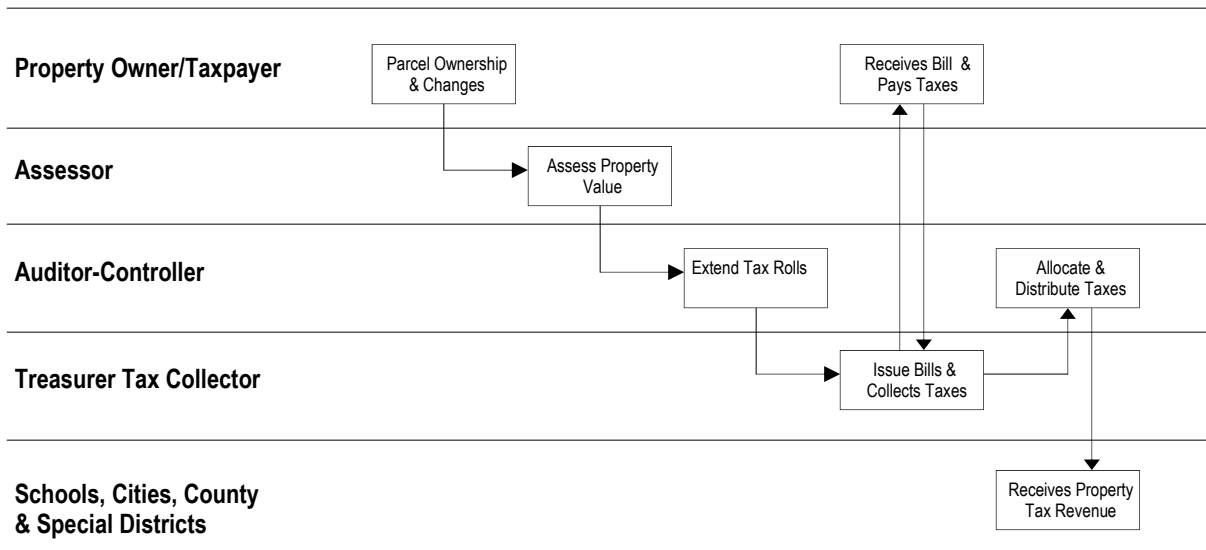 Property Owner/Taxpayer
Parcel Ownership
& Changes
Receives Bill &
Pays Taxes
Assessor
Assess Property
Value
Auditor-Controller
Extend Tax Rolls
Allocate &
Distribute Taxes
Treasurer Tax Collector
Issue Bills &
Collects Taxes
Schools, Cities, County
& Special Districts
Receives Property
Tax Revenue